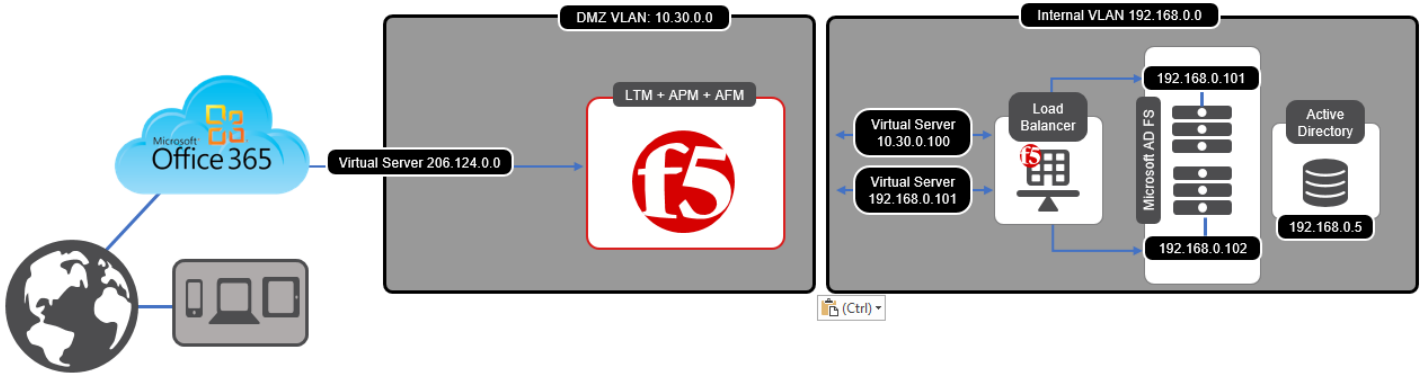 DMZ VLAN: 10.30.0.0
Internal VLAN 192.168.0.0
LTM + APM + AFM
f5
Microsoft
Office 365
Virtual Server 206.124.0.0
Virtual Server
10.30.0.100
Virtual Server
192.168.0.101
Load
Balancer
f5
Microsoft AD FS
192.168.0.101
192.168.0.102
Active
Directory
192.168.0.5
(Ctrl)